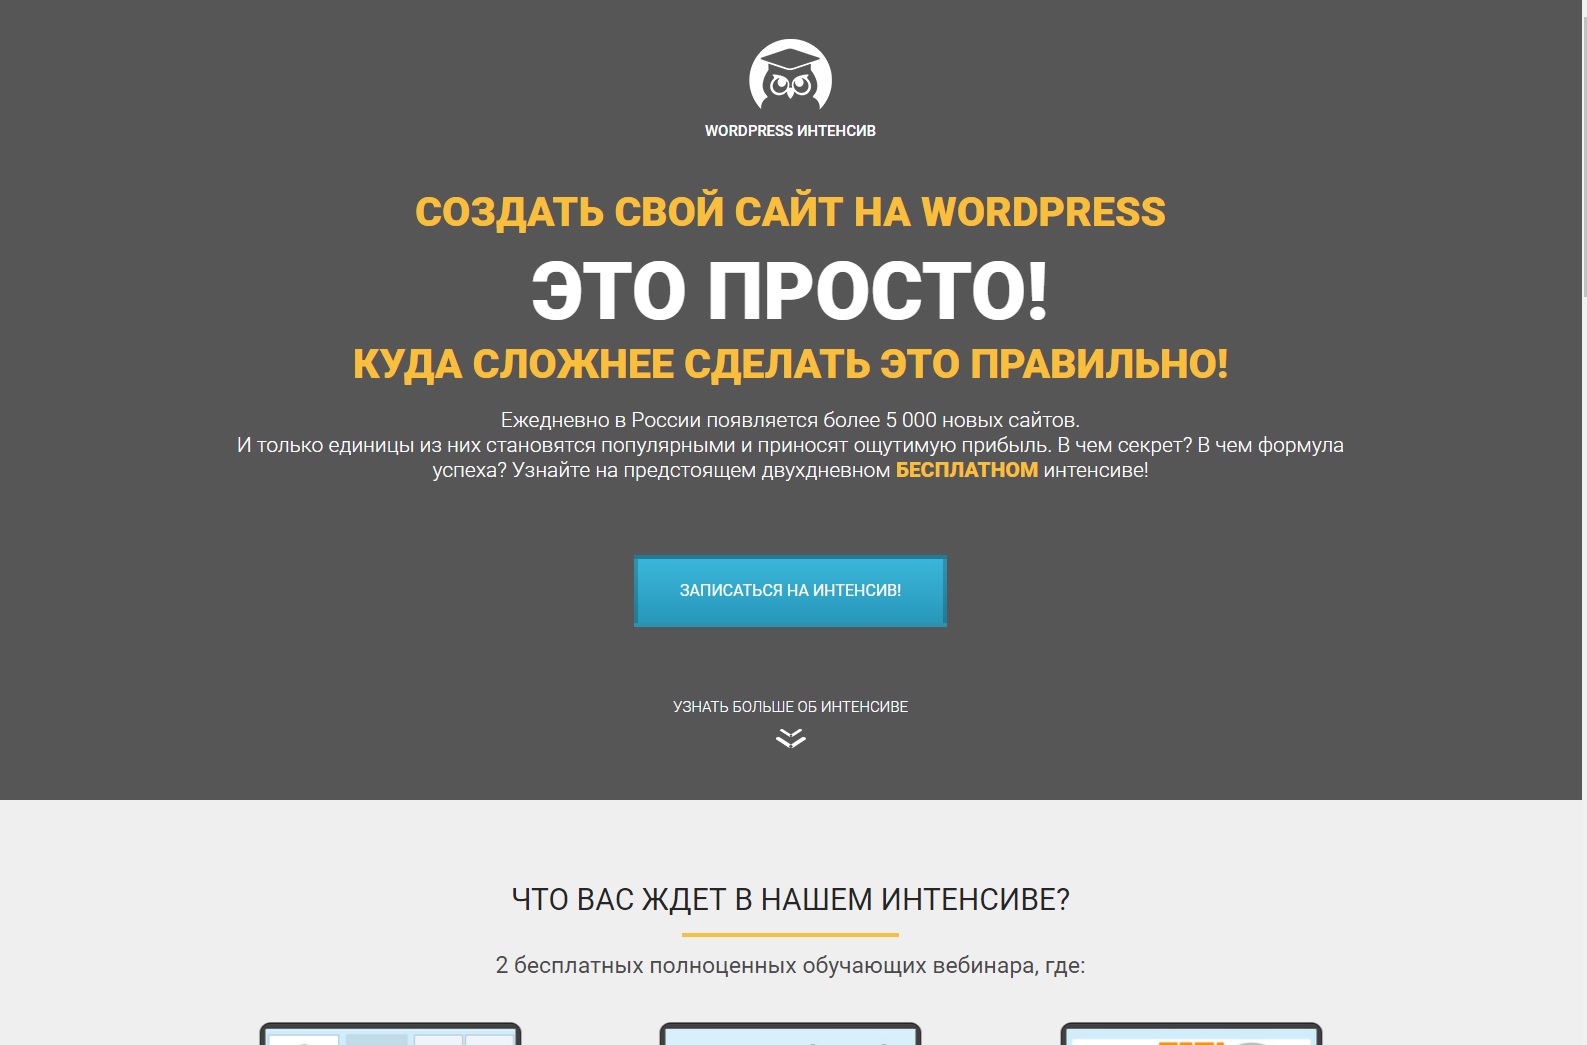 WORDPRESS ИНТЕНСИВ
СОЗДАТЬ СВОЙ САЙТ НА WORDPRESS
ЭТО ПРОСТО!
КУДА СЛОЖНЕЕ СДЕЛАТЬ ЭТО ПРАВИЛЬНО!
Ежедневно в России появляется более 5 000 новых сайтов.
И только единицы из них становятся популярными и приносят ощутимую прибыль. В чем секрет? В чем формула
успеха? Узнайте на предстоящем двухдневном БЕСПЛАТНОМ интенсиве!
ЗАПИСАТЬСЯ НА ИНТЕНСИВ!
УЗНАТЬ БОЛЬШЕ ОБ ИНТЕНСИВЕ
ЧТО ВАС ЖДЕТ В НАШЕМ ИНТЕНСИВЕ?
2 бесплатных полноценных обучающих вебинара, где: